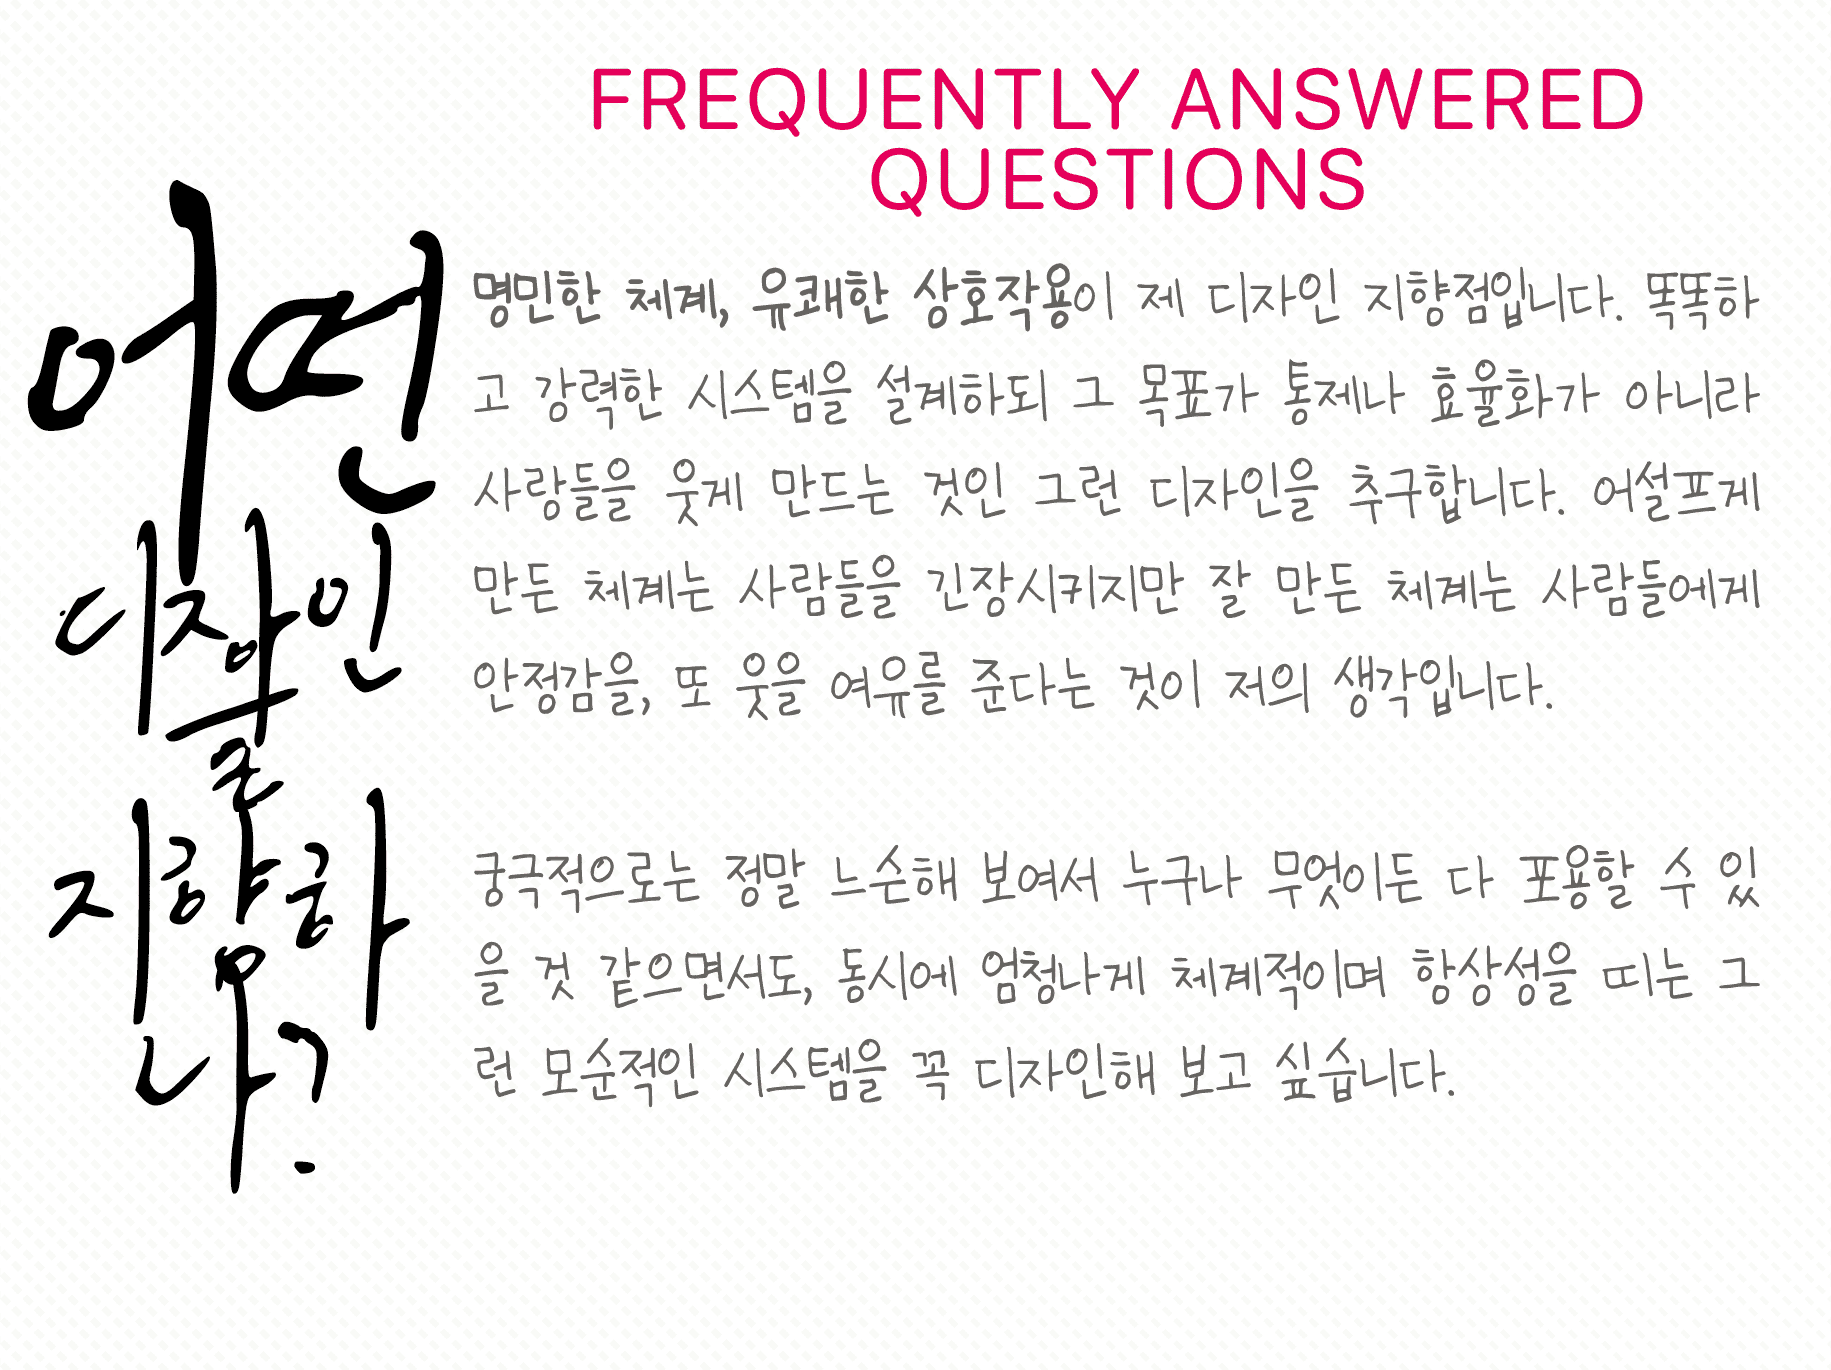 FREQUENTLY ANSWERED
QUESTIONS
어떤
디자인
을
지향하
나?
명민한 체계, 유쾌한 상호작용이 제 디자인 지향점입니다. 똑똑하
고 강력한 시스템을 설계하되 그 목표가 통제나 효율화가 아니라
사랑들을 웃게 만드는 것인 그런 디자인을 추구합니다. 어설프게
만든 체계는 사람들을 긴장시키지만 잘 만든 체계는 사람들에게
안정감을, 또 웃을 여유를 준다는 것이 저의 생각입니다.
궁극적으로는 정말 느슨해 보여서 누구나 무엇이든 다 포용할 수 있
을 것 같으면서도, 동시에 엄청나게 체계적이며 항상성을 띠는 그
런 모순적인 시스템을 꼭 디자인해 보고 싶습니다.